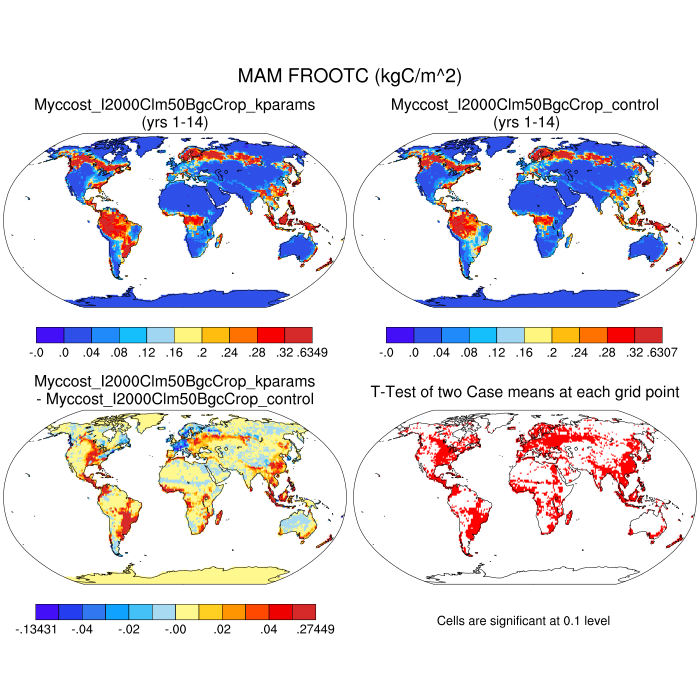 MAM FROOTC (kgC/m^2)
Myccost_I2000Clm50BgcCrop_kparams
(yrs 1-14)
Myccost_I2000Clm50BgcCrop_control
(yrs 1-14)
-.0 .0 .04 .08 .12 .16 .2 .24 .28 .32 .6349
-.0 .0 .04 .08 .12 .16 .2 .24 .28 .32 .6307
Myccost_I2000Clm50BgcCrop_kparams
- Myccost_I2000Clm50BgcCrop_control
T-Test of two Case means at each grid point
-.13431 -.04 -.02 -.00 .02 .04 .27449
Cells are significant at 0.1 level